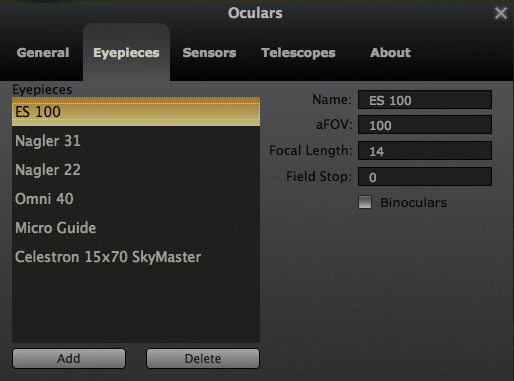 Oculars
General Eyepieces Sensors Telescopes About
Eyepieces
ES 100
Nagler 31
Nagler 22
Omni 40
Micro Guide
Celestron 15x70 SkyMaster
Add Delete
Name: ES 100
aFOV: 100
Focal Length: 14
Field Stop: 0
Binoculars